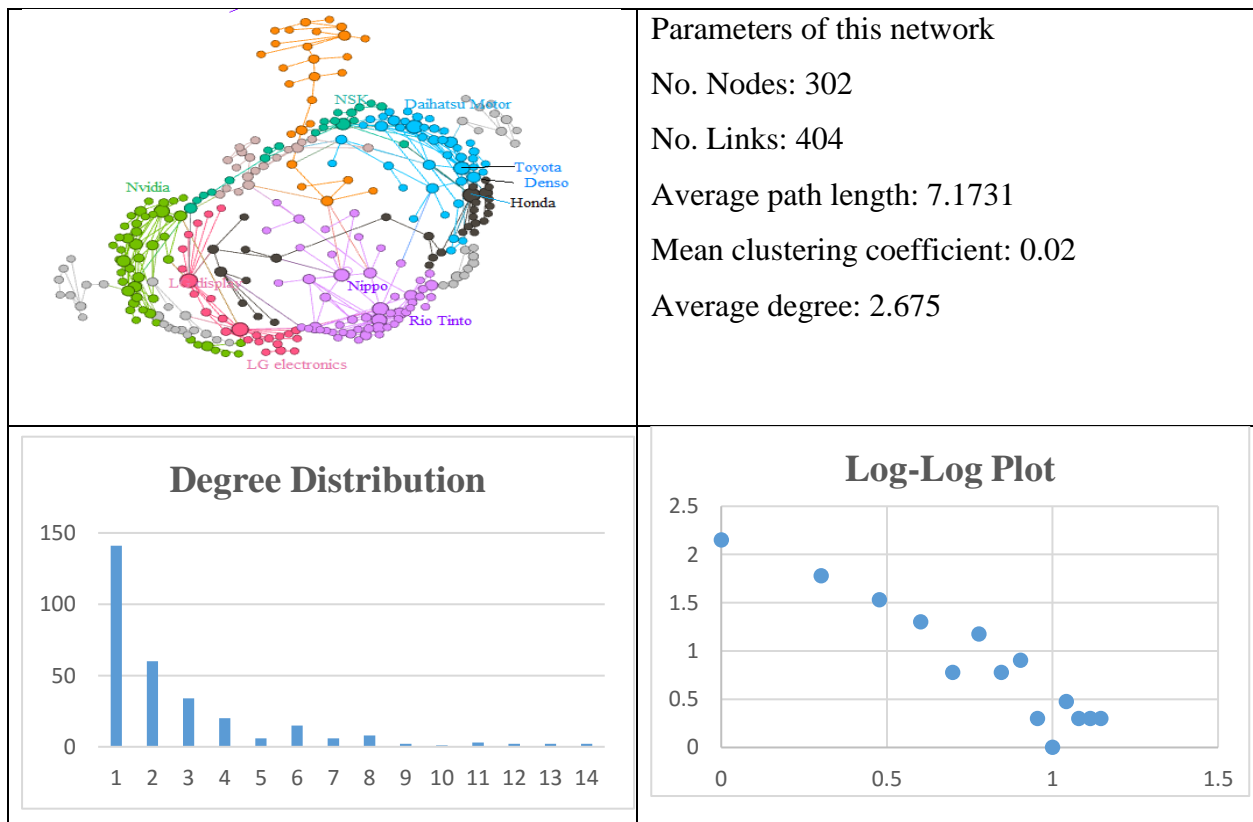 NSK
Daihatsu Motor
Toyota
Denso
Honda
Nvidia
Nippo
Rio Tinto
LG electronics
Parameters of this network
No. Nodes: 302
No. Links: 404
Average path length: 7.1731
Mean clustering coefficient: 0.02
Average degree: 2.675
Degree Distribution
150
100
50
0
1 2 3 4 5 6 7 8 9 10 11 12 13 14
Log-Log Plot
2.5
2
1.5
1
0.5
0
0 0.5 1 1.5